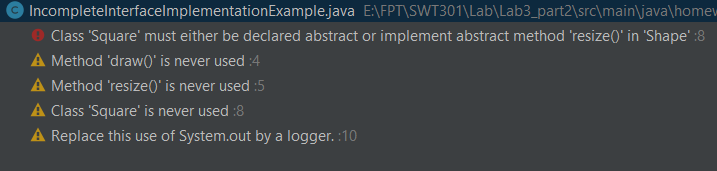 IncompleteInterfaceImplementationExample.java E:\FPT\SWT301\Lab\Lab3_part2\src\main\java\homew
Class 'Square' must either be declared abstract or implement abstract method 'resize()' in 'Shape' :8
Method 'draw()' is never used :4
Method 'resize()' is never used :5
Class 'Square' is never used :8
Replace this use of System.out by a logger. :10